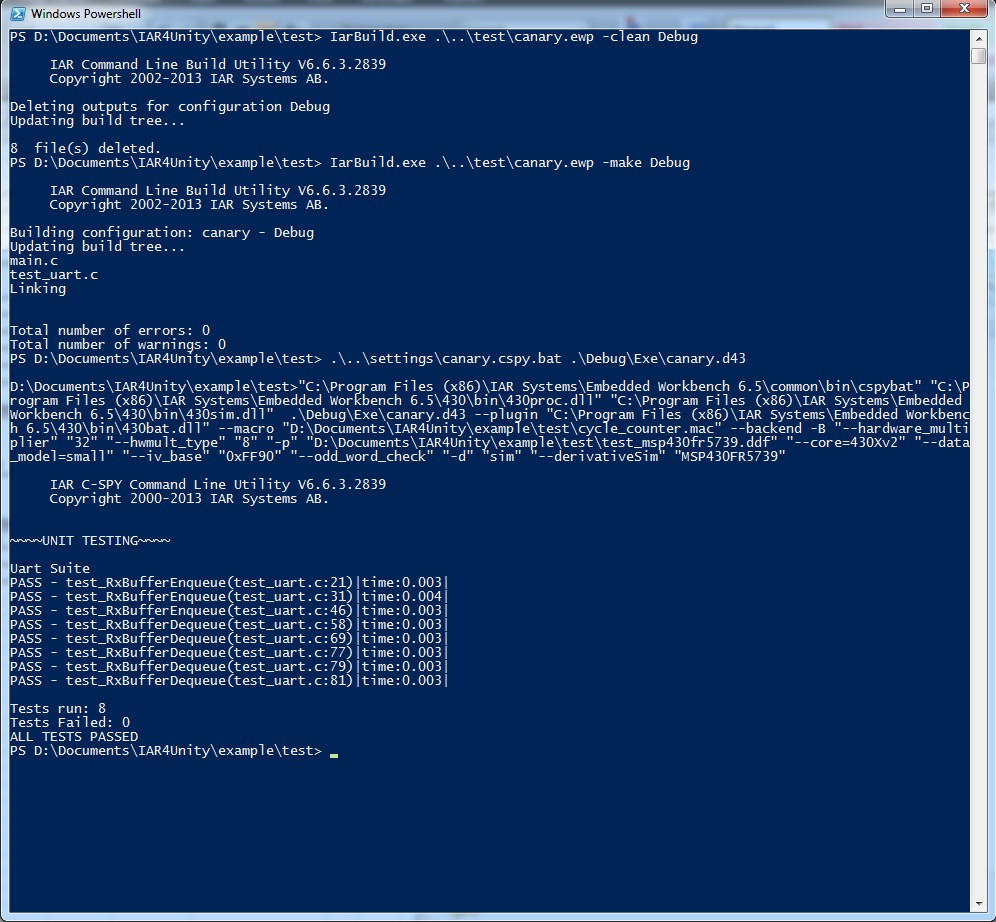 Windows Powershell
PS D:\Documents\IAR4Unity\example\test> IarBuild.exe .\..\test\canary.ewp -clean Debug
IAR Command Line Build Utility V6.6.3.2839
Copyright 2002-2013 IAR Systems AB.
Deleting outputs for configuration Debug
Updating build tree...
8  file(s) deleted.
PS D:\Documents\IAR4Unity\example\test> IarBuild.exe .\..\test\canary.ewp -make Debug
IAR Command Line Build Utility V6.6.3.2839
Copyright 2002-2013 IAR Systems AB.
Building configuration: canary - Debug
Updating build tree...
main.c
test_uart.c
Linking
Total number of errors: 0
Total number of warnings: 0
PS D:\Documents\IAR4Unity\example\test> .\..\settings\canary.cspy.bat .\Debug\Exe\canary.d43
D:\Documents\IAR4Unity\example\test>"C:\Program Files (x86)\IAR Systems\Embedded Workbench 6.5\common\bin\cspybat" "C:\P
rogram Files (x86)\IAR Systems\Embedded Workbench 6.5\430\bin\430proc.dll" "C:\Program Files (x86)\IAR Systems\Embedded
Workbench 6.5\430\bin\430sim.dll"  .\Debug\Exe\canary.d43 --plugin "C:\Program Files (x86)\IAR Systems\Embedded Workbenc
h 6.5\430\bin\430bat.dll" --macro "D:\Documents\IAR4Unity\example\test\cycle_counter.mac" --backend -B "--hardware_multi
plier" "32" "--hwmult_type" "8" "-p" "D:\Documents\IAR4Unity\example\test\test_msp430fr5739.ddf" "--core=430Xv2" "--data
_model=small" "--iv_base" "0xFF90" "--odd_word_check" "-d" "sim" "--derivativeSim" "MSP430FR5739"
IAR C-SPY Command Line Utility V6.6.3.2839
Copyright 2000-2013 IAR Systems AB.
~~~~UNIT TESTING~~~~
Uart Suite
PASS - test_RxBufferEnqueue(test_uart.c:21)|time:0.003|
PASS - test_RxBufferEnqueue(test_uart.c:31)|time:0.004|
PASS - test_RxBufferEnqueue(test_uart.c:46)|time:0.003|
PASS - test_RxBufferDequeue(test_uart.c:58)|time:0.003|
PASS - test_RxBufferDequeue(test_uart.c:69)|time:0.003|
PASS - test_RxBufferDequeue(test_uart.c:77)|time:0.003|
PASS - test_RxBufferDequeue(test_uart.c:79)|time:0.003|
PASS - test_RxBufferDequeue(test_uart.c:81)|time:0.003|
Tests run: 8
Tests Failed: 0
ALL TESTS PASSED
PS D:\Documents\IAR4Unity\example\test>